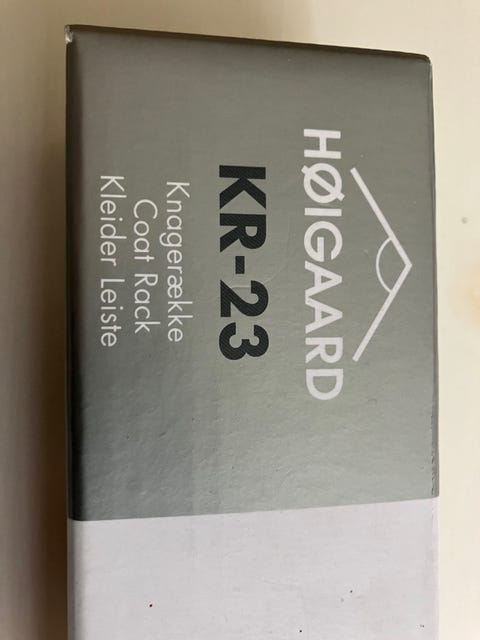 HØIGAARD
KR-23
Knagerække
Coat Rack
Kleider Leiste